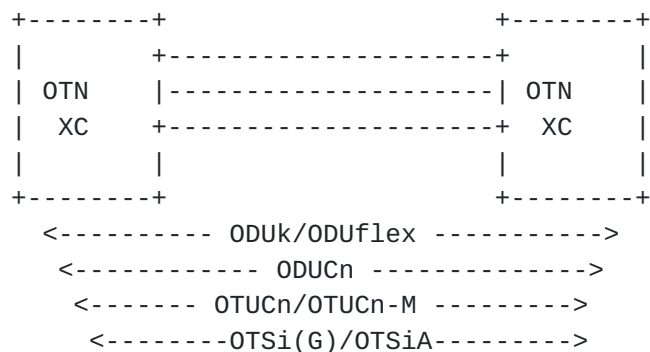 +--------+                     +--------+
|        +---------------------+        |
| OTN    |---------------------| OTN    |
|  XC    +---------------------+  XC    |
|        |                     |        |
+--------+                     +--------+
<---------- ODUk/ODUflex ----------->
<------------ ODUCn -------------->
<------- OTUCn/OTUCn-M --------->
<--------OTSi(G)/OTSiA--------->